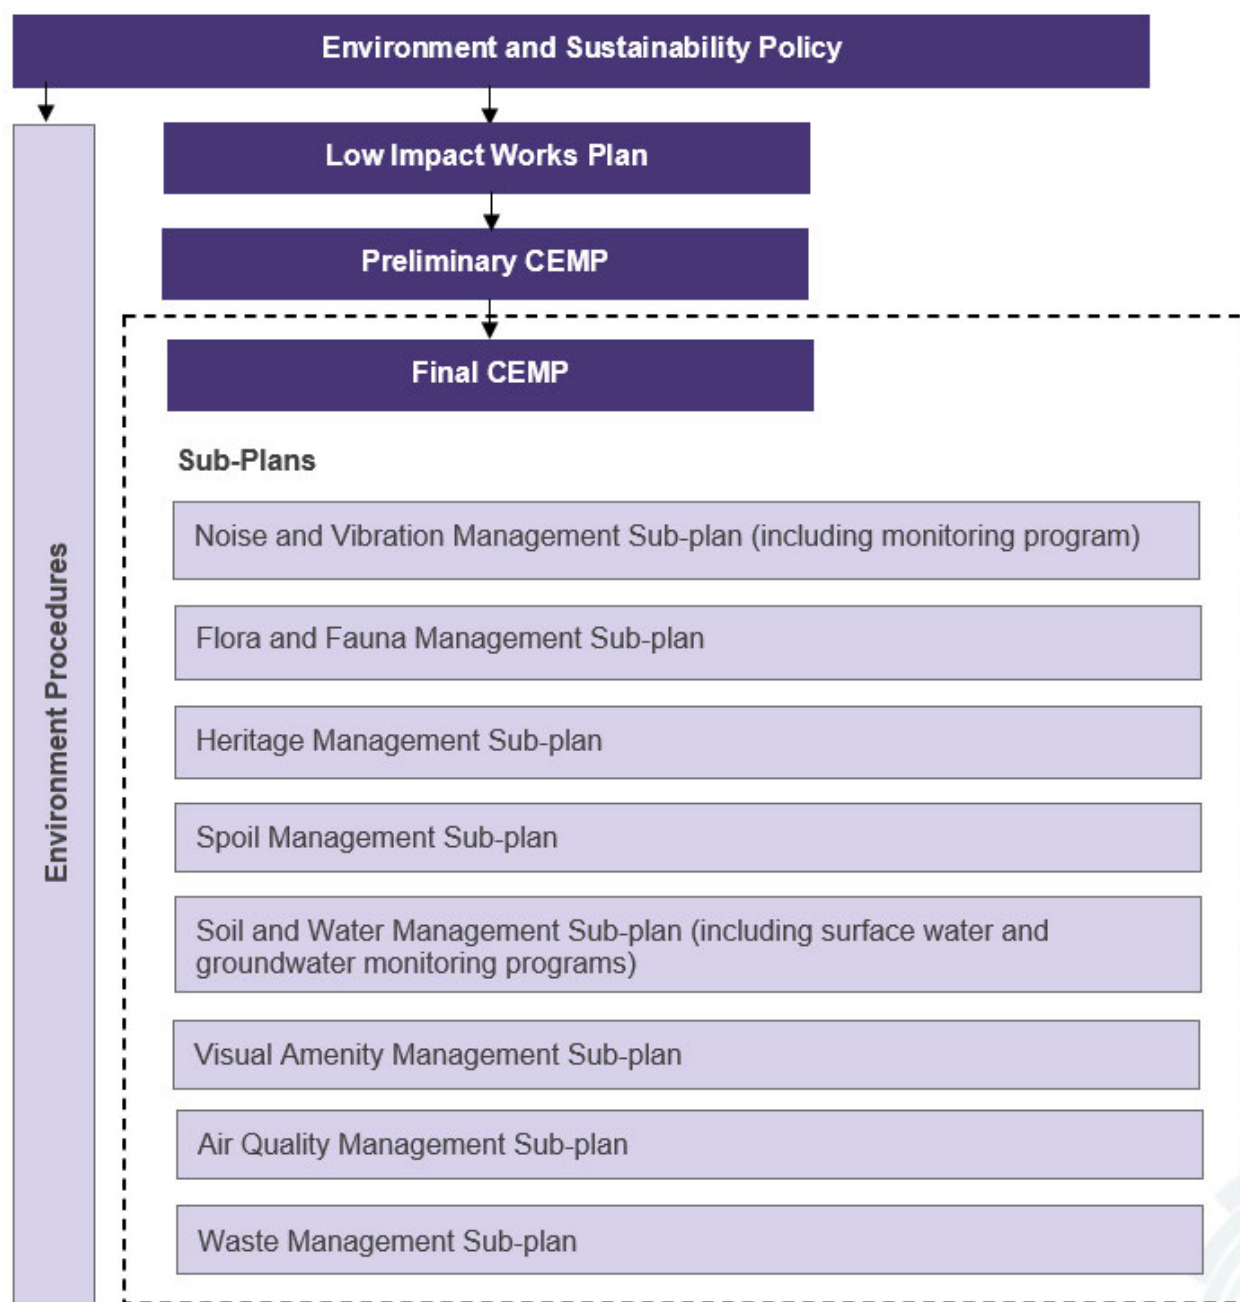 Environment and Sustainability Policy
Low Impact Works Plan
Preliminary CEMP
Final CEMP
Environment Procedures
Sub-Plans
Noise and Vibration Management Sub-plan (including monitoring program)
Flora and Fauna Management Sub-plan
Heritage Management Sub-plan
Spoil Management Sub-plan
Soil and Water Management Sub-plan (including surface water and
groundwater monitoring programs)
Visual Amenity Management Sub-plan
Air Quality Management Sub-plan
Waste Management Sub-plan